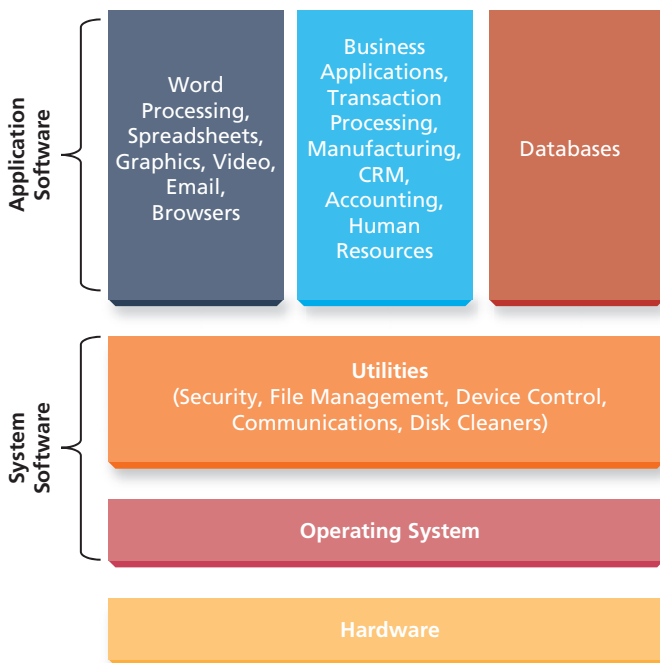 Application
Software
Word
Processing,
Spreadsheets,
Graphics, Video,
Email,
Browsers
Business
Applications,
Transaction
Processing,
Manufacturing,
CRM,
Accounting,
Human
Resources
Databases
System
Software
Utilities
(Security, File Management, Device Control,
Communications, Disk Cleaners)
Operating System
Hardware